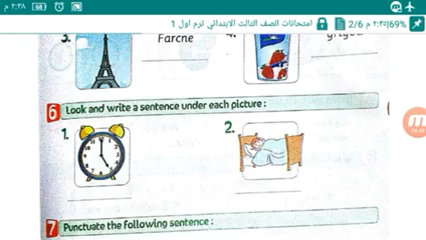 ٢:٣٨ م
68
امتحانات الصف الثالث الابتدائي ترم اول 1
2/6
٢:٣٥ م
69%
3.
Farcne
4.
6 Look and write a sentence under each picture :
1.
2.
7 Punctuate the following sentence :